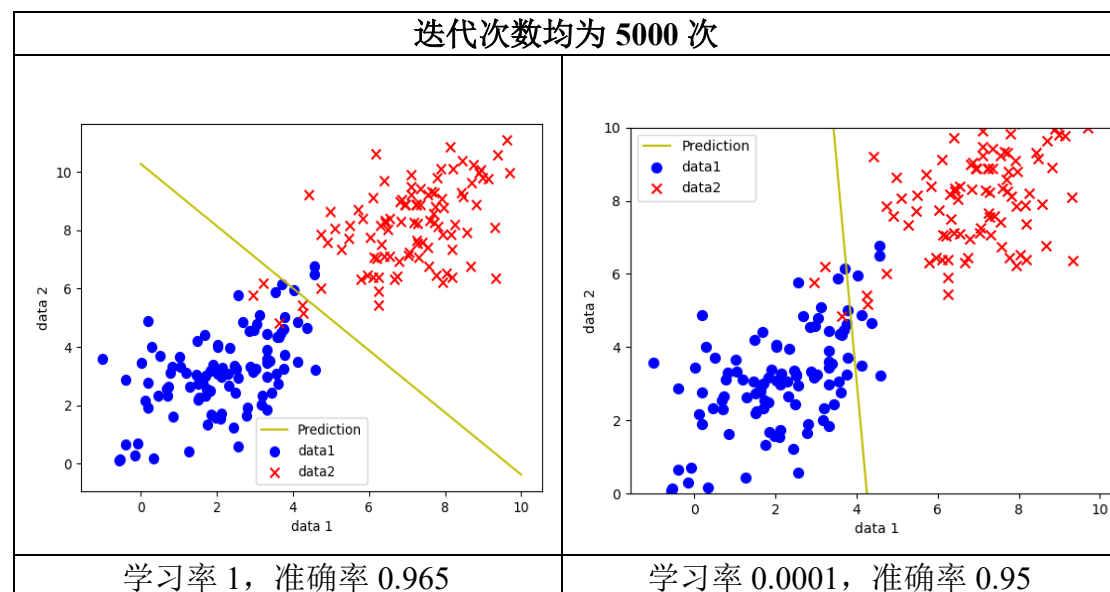 迭代次数均为 5000 次
10
8
6
4
2
0
data 2
Prediction
data1
data2
0 2 4 6 8 10
data 1
学习率 1，准确率 0.965
10
8
6
4
2
0
data 2
Prediction
data1
data2
0 2 4 6 8 10
data 1
学习率 0.0001，准确率 0.95